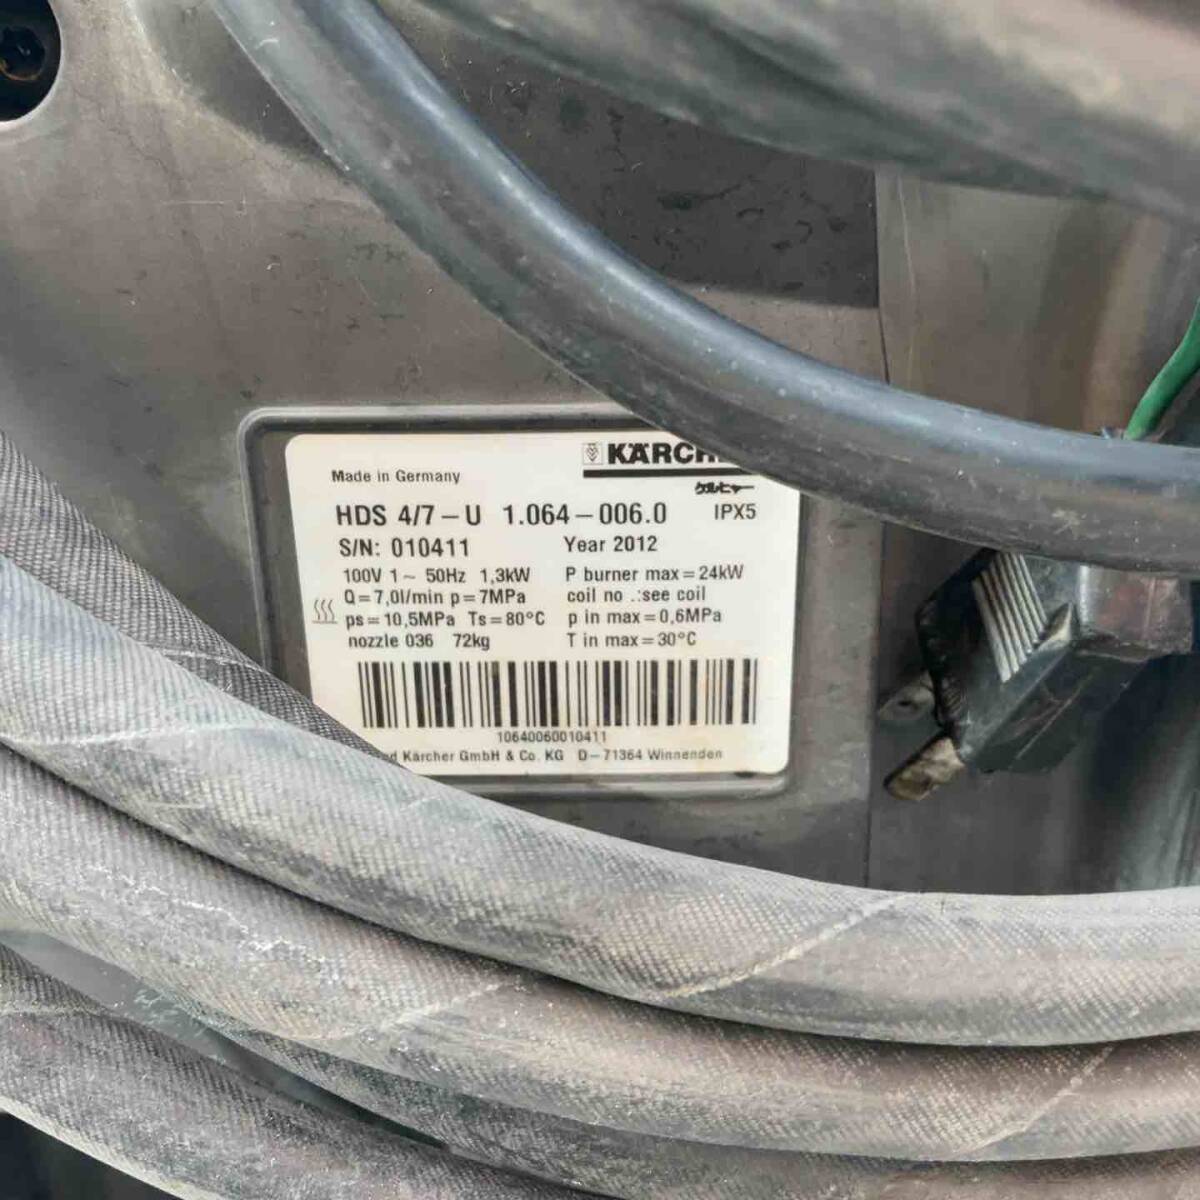 Made in Germany
ケルヒャー
HDS 4/7-U 1.064-006.0 IPX5
S/N: 010411 Year 2012
100V 1~ 50Hz 1,3kW P burner max=24kW
Q=7,0l/min p=7MPa coil no .:see coil
ps=10,5MPa Ts=80°C p in max=0,6MPa
nozzle 036 72kg T in max=30°C
10640060010411
Kärcher GmbH & Co. KG D-71364 Winnenden